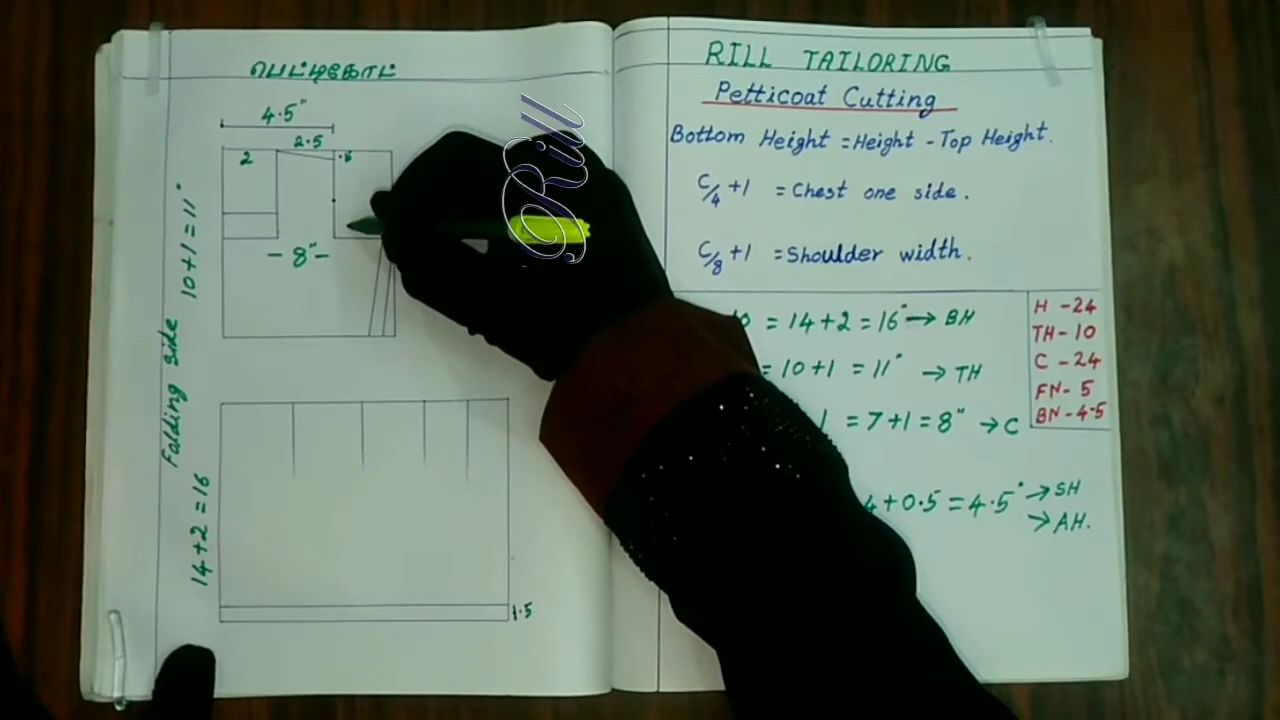 பெட்டிகோட்
4.5"
2.5
2
.5
- 8" -
Folding side 10+1=11"
14+2=16
1.5
Rill
RILL TAILORING
Petticoat Cutting
Bottom Height = Height - Top Height.
C/4 +1 = Chest one side.
C/8 +1 = Shoulder width.
= 14+2 = 16" → BH
= 10+1 = 11" → TH
= 7+1 = 8" → C
+0.5 = 4.5" → SH
→ AH.
H - 24
TH - 10
C - 24
FN - 5
BN - 4.5